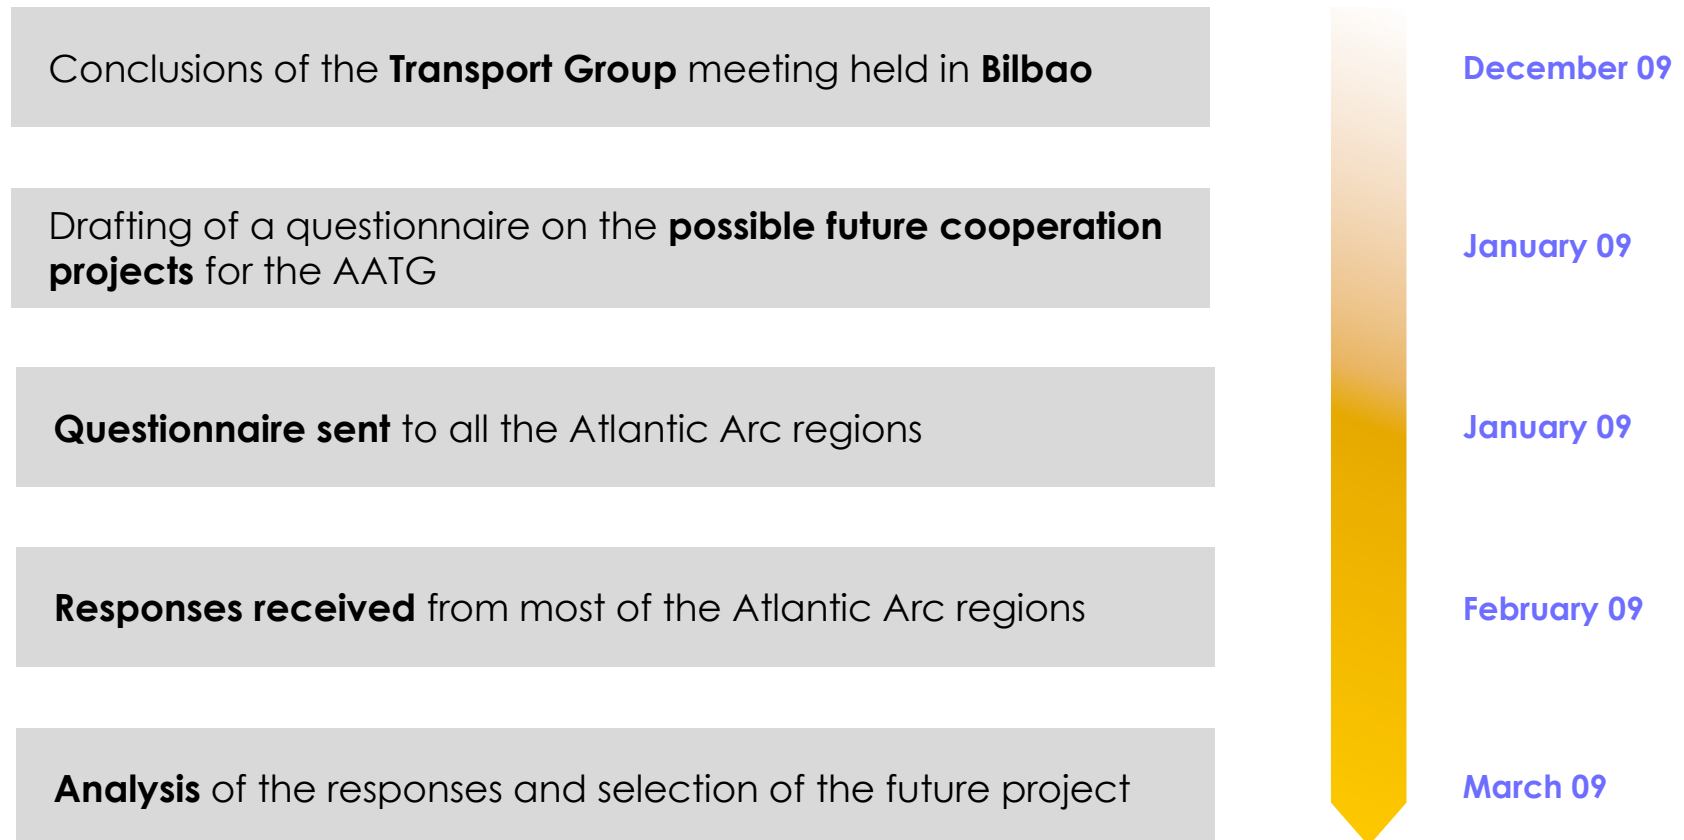 Conclusions of the Transport Group meeting held in Bilbao
December 09
Drafting of a questionnaire on the possible future cooperation
projects for the AATG
January 09
Questionnaire sent to all the Atlantic Arc regions
January 09
Responses received from most of the Atlantic Arc regions
February 09
Analysis of the responses and selection of the future project
March 09